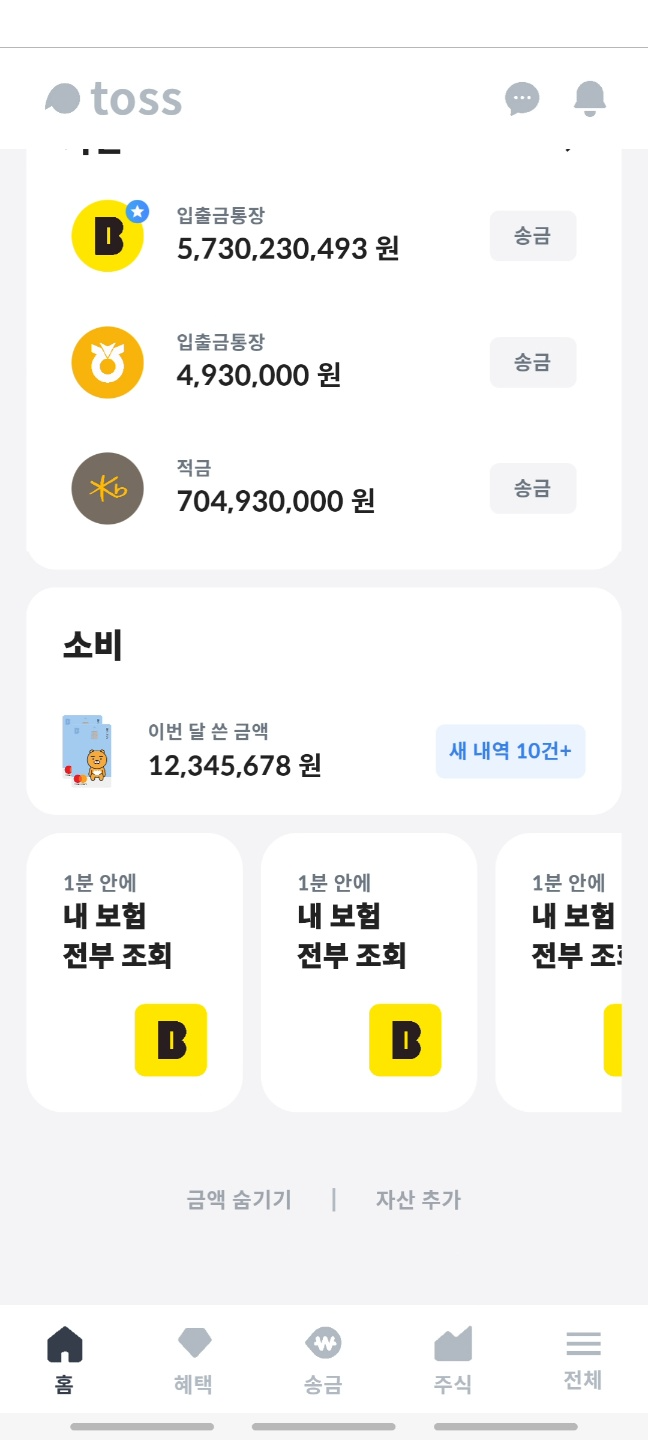 toss
입출금통장
5,730,230,493 원
송금
입출금통장
4,930,000 원
송금
적금
704,930,000 원
송금
소비
이번 달 쓴 금액
12,345,678 원
새 내역 10건+
1분 안에
내 보험
전부 조회
1분 안에
내 보험
전부 조회
1분 안에
내 보험
전부
금액 숨기기 | 자산 추가
홈
혜택
송금
주식
전체